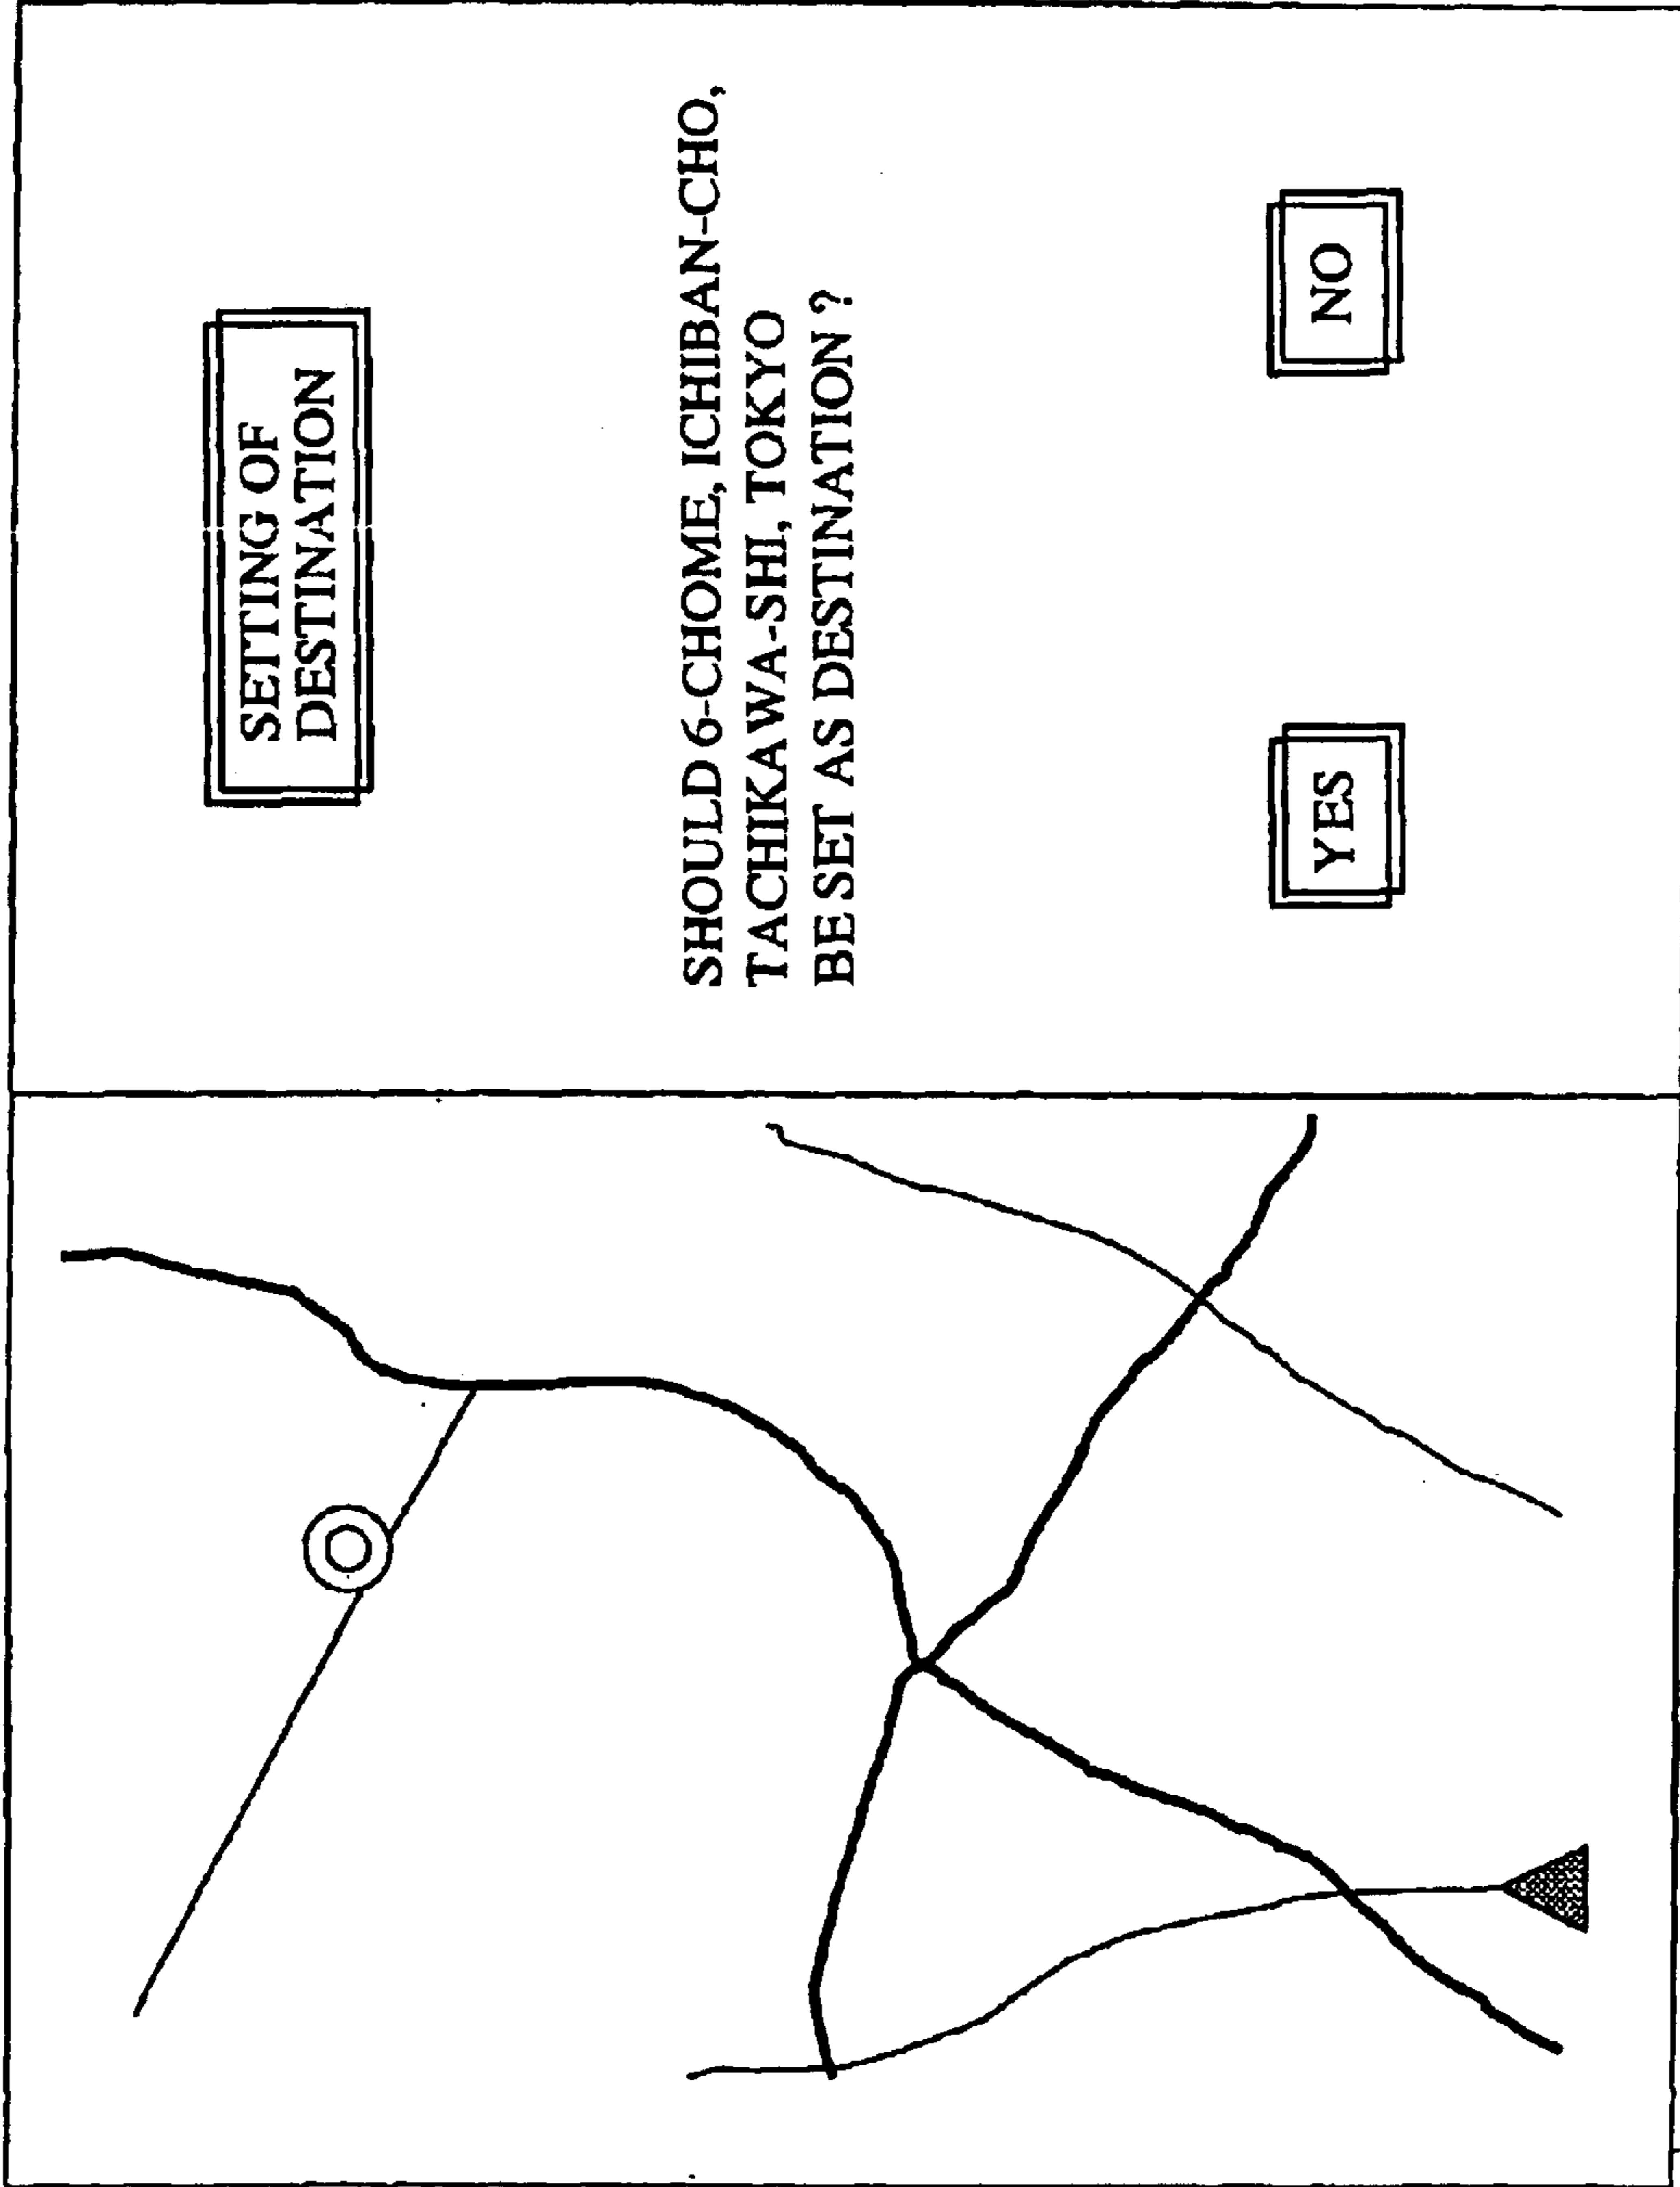 SETTING OF
DESTINATION
SHOULD 6-CHOME, ICHIBAN-CHO,
TACHIKAWA-SHI, TOKYO
BE SET AS DESTINATION ?
YES
NO